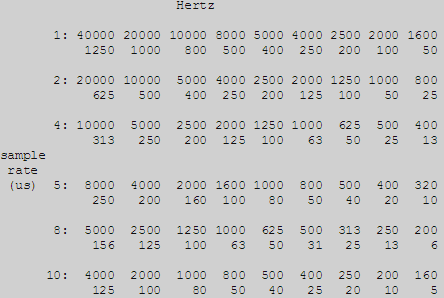 Hertz
1: 40000 20000 10000 8000 5000 4000 2500 2000 1600
1250 1000 800 500 400 250 200 100 50
2: 20000 10000 5000 4000 2500 2000 1250 1000 800
625 500 400 250 200 125 100 50 25
4: 10000 5000 2500 2000 1250 1000 625 500 400
313 250 200 125 100 63 50 25 13
sample
rate
(us) 5: 8000 4000 2000 1600 1000 800 500 400 320
250 200 160 100 80 50 40 20 10
8: 5000 2500 1250 1000 625 500 313 250 200
156 125 100 63 50 31 25 13 6
10: 4000 2000 1000 800 500 400 250 200 160
125 100 80 50 40 25 20 10 5